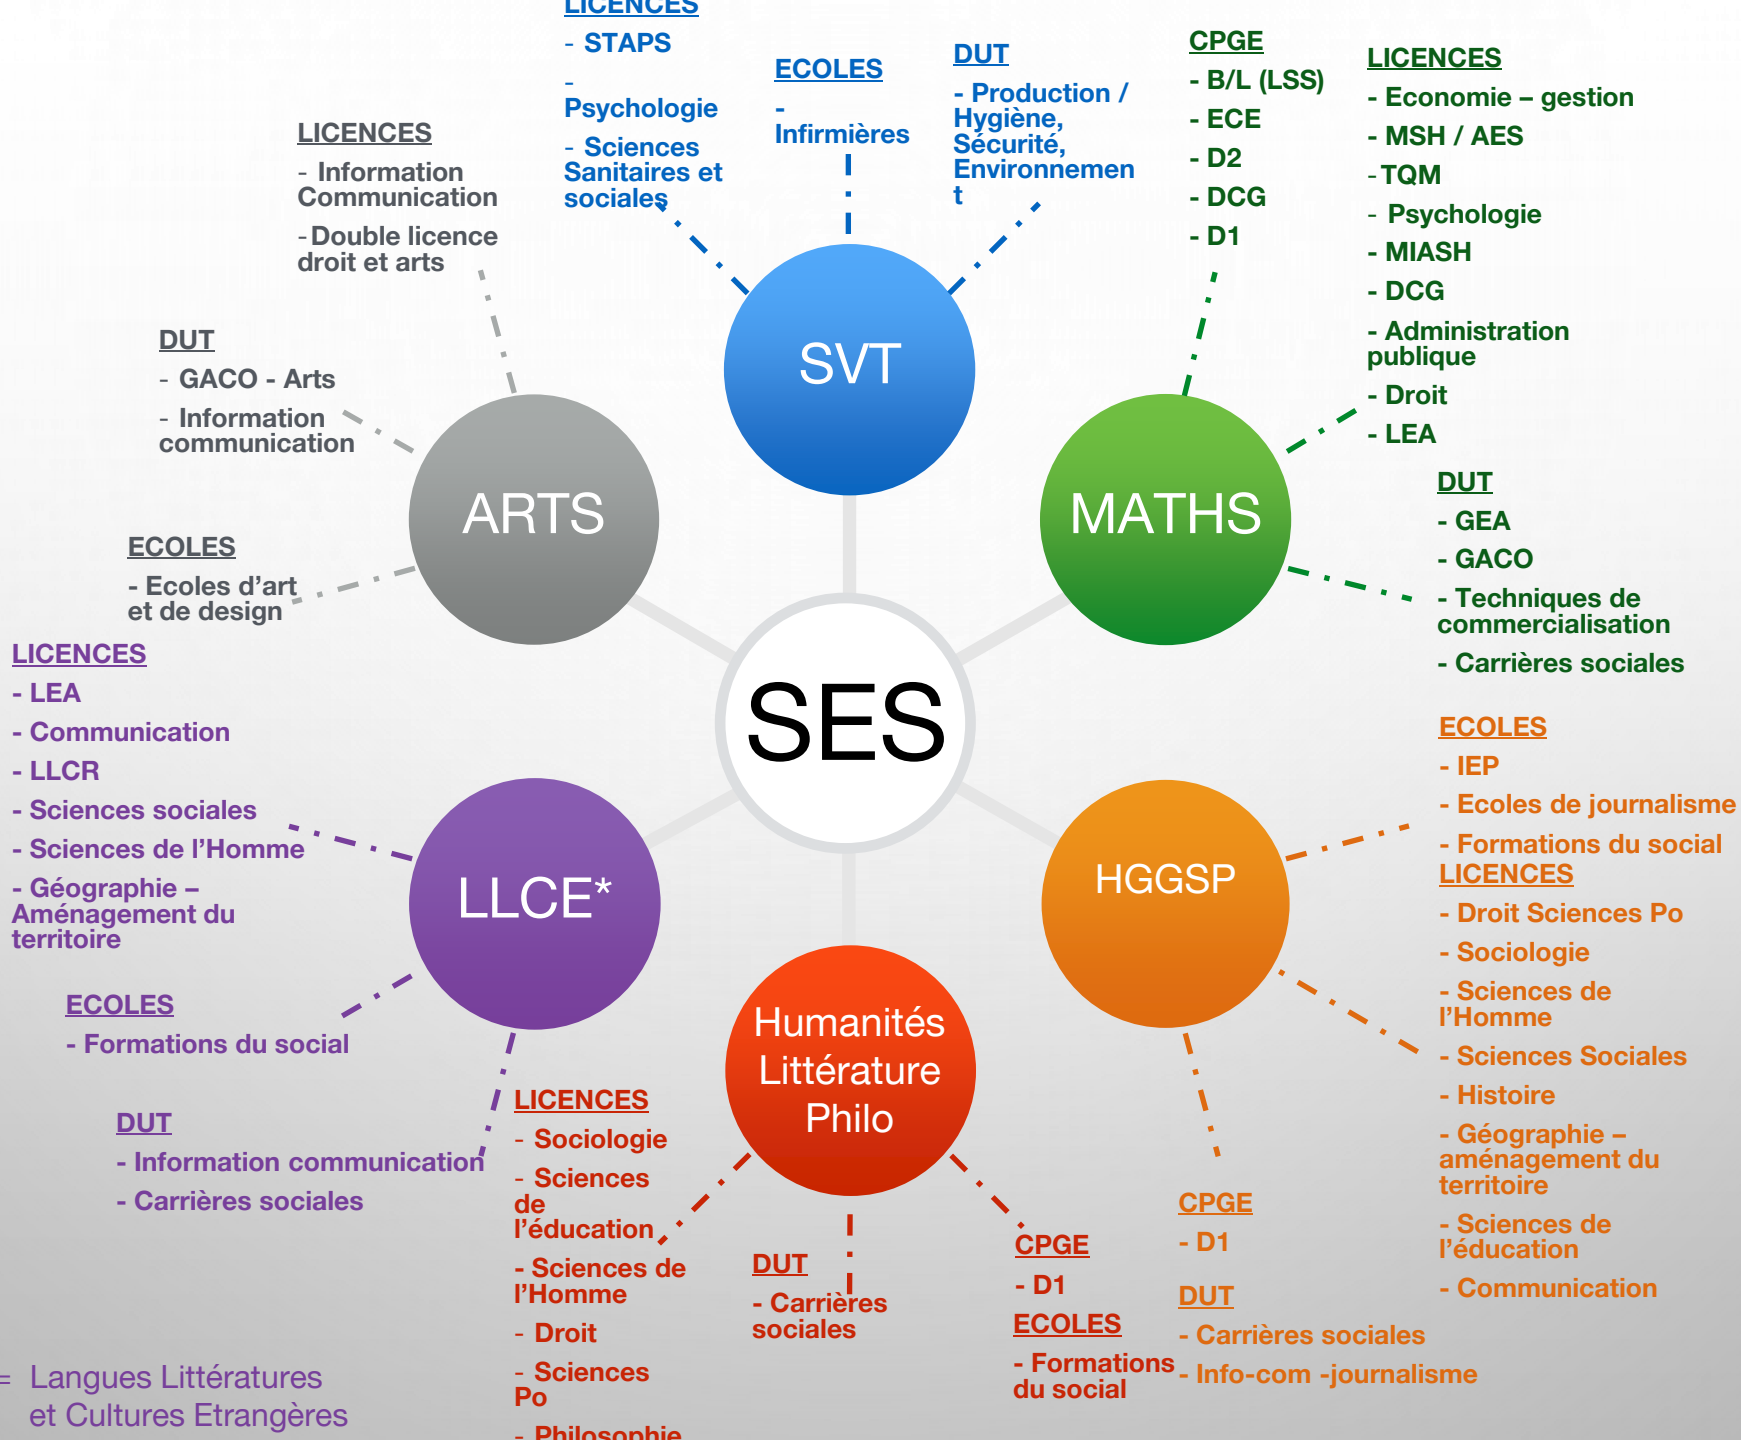 LICENCES
- STAPS
-
Psychologie
- Sciences
Sanitaires et
sociales
ECOLES
-
Infirmières
DUT
- Production /
Hygiène,
Sécurité,
Environnemen
t
CPGE
- B/L (LSS)
- ECE
- D2
- DCG
- D1
LICENCES
- Economie – gestion
- MSH / AES
-TQM
- Psychologie
- MIASH
- DCG
- Administration
publique
- Droit
- LEA
LICENCES
- Information
Communication
-Double licence
droit et arts
DUT
- GACO - Arts
- Information
communication
ECOLES
- Ecoles d’art
et de design
SVT
ARTS
MATHS
DUT
- GEA
- GACO
- Techniques de
commercialisation
- Carrières sociales
SES
LICENCES
- LEA
- Communication
- LLCR
- Sciences sociales
- Sciences de l’Homme
- Géographie –
Aménagement du
territoire
LLCE*
HGGSP
ECOLES
- IEP
- Ecoles de journalisme
- Formations du social
LICENCES
- Droit Sciences Po
- Sociologie
- Sciences de
l’Homme
- Sciences Sociales
- Histoire
- Géographie –
aménagement du
territoire
- Sciences de
l’éducation
- Communication
ECOLES
- Formations du social
DUT
- Information communication
- Carrières sociales
Humanités
Littérature
Philo
LICENCES
- Sociologie
- Sciences
de
l’éducation
- Sciences de
l’Homme
- Droit
- Sciences
Po
- Philosophie
DUT
- Carrières
sociales
CPGE
- D1
ECOLES
- Formations
du social
CPGE
- D1
DUT
- Carrières sociales
- Info-com -journalisme
= Langues Littératures
et Cultures Etrangères